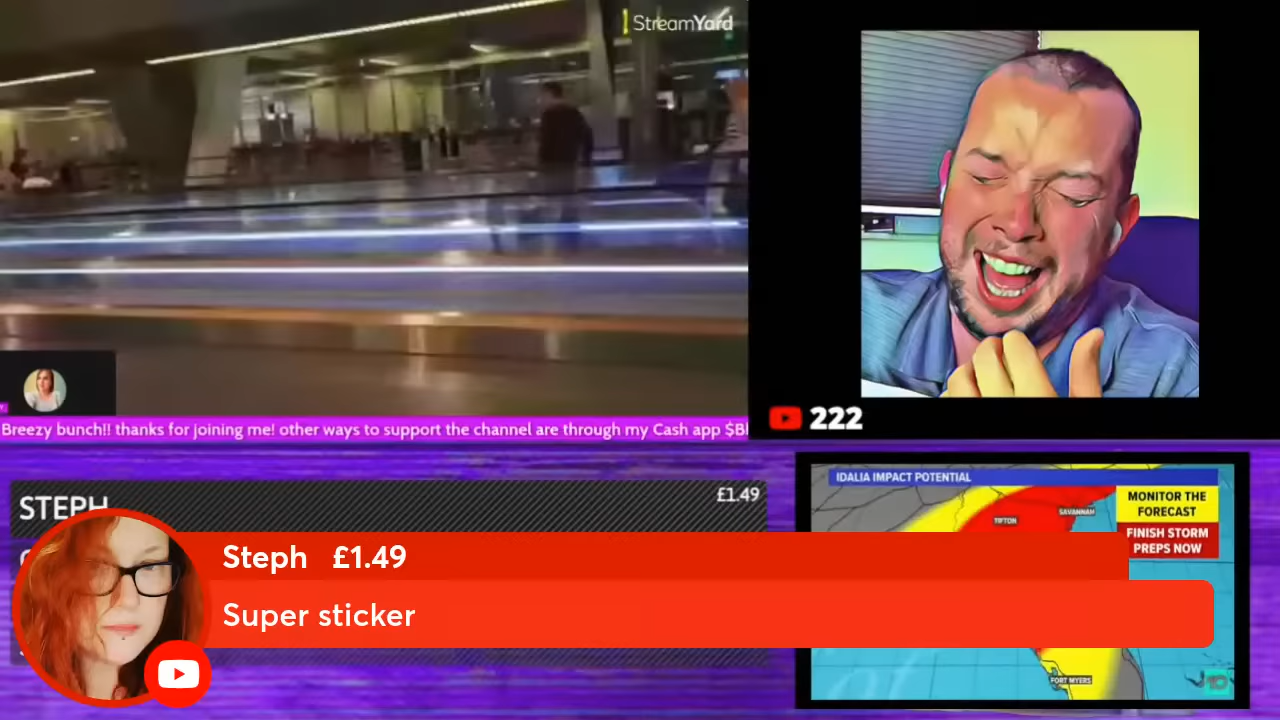 StreamYard
222
Breezy bunch!! thanks for joining me! other ways to support the channel are through my Cash app
STEPH
£1.49
Steph £1.49
Super sticker
IDALIA IMPACT POTENTIAL
MONITOR THE
FORECAST
FINISH STORM
PREPS NOW
SAVANNAH
TIFTON
FORT MYERS
10